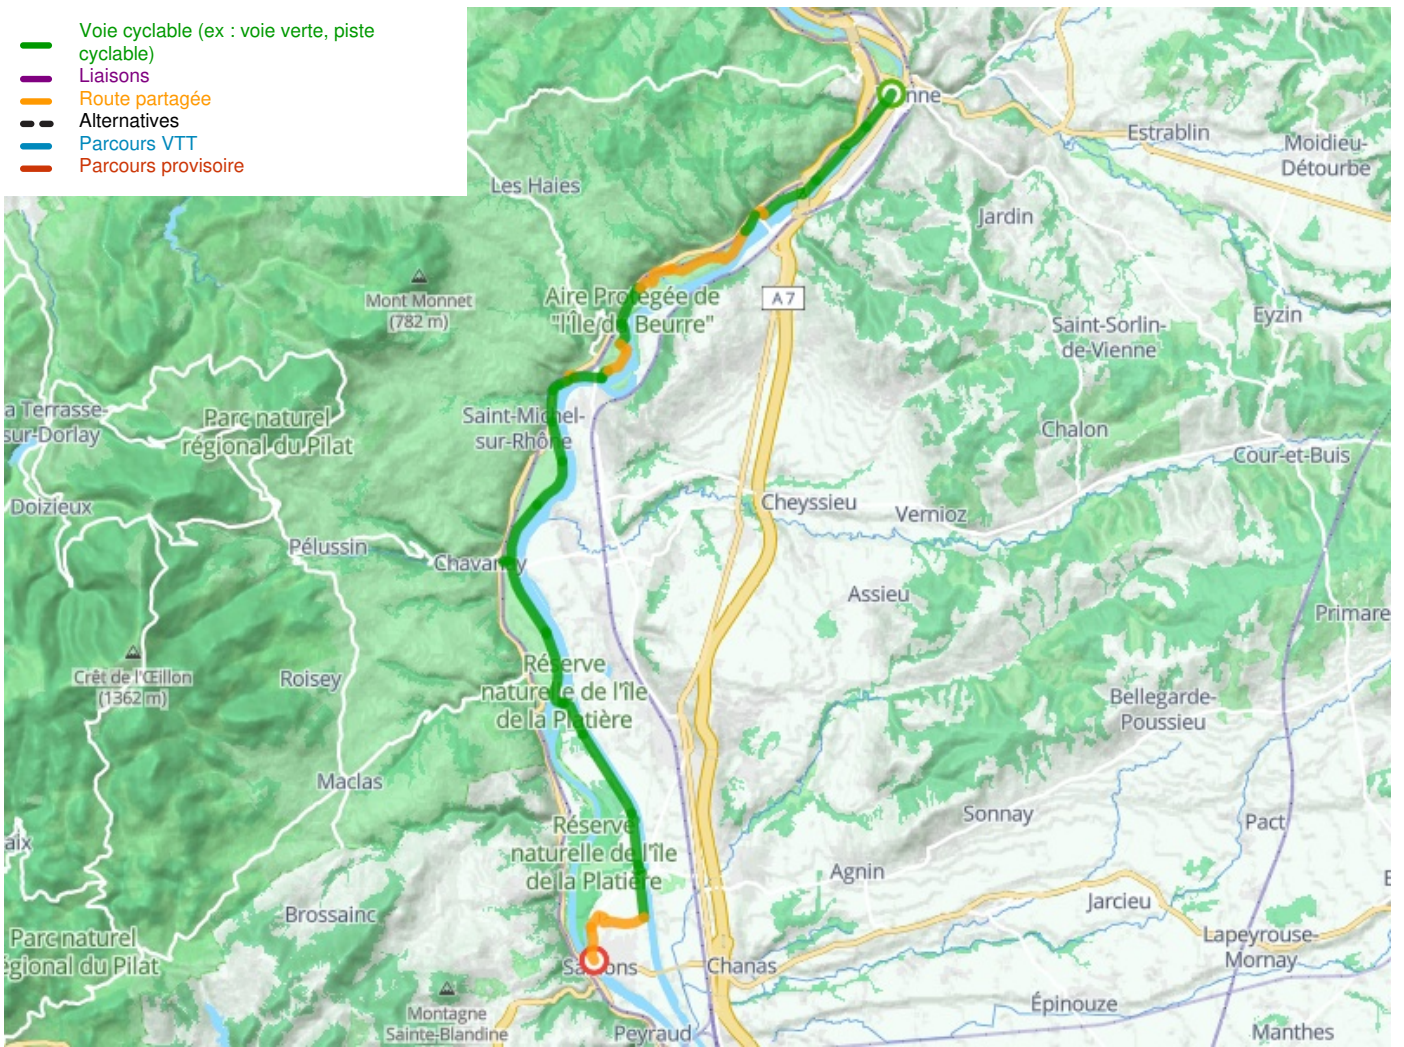 Voie cyclable (ex : voie verte, piste
cyclable)
Liaisons
Route partagée
Alternatives
Parcours VTT
Parcours provisoire
nne
Estrablin
Moidieu-
Détourbe
Les Haies
Jardin
Mont Monnet
(782 m)
Aire Protégée de
"l'Île du Beurre"
A 7
Saint-Sorlin-
de-Vienne
Eyzin
a Terrasse-
sur-Dorlay
Parc naturel
régional du Pilat
Saint-Michel-
sur-Rhône
Chalon
Cour-et-Buis
Doizieux
Cheyssieu
Vernioz
Pélussin
Chavanay
Assieu
Primare
Crêt de l'Œillon
(1362 m)
Roisey
Réserve
naturelle de l'île
de la Platière
Bellegarde-
Poussieu
Maclas
Sonnay
Pact
aix
Réserve
naturelle de l'île
de la Platière
Agnin
Jarcieu
Brossainc
Parc naturel
égional du Pilat
Sablons
Chanas
Lapeyrouse-
Mornay
Montagne
Sainte-Blandine
Épinouze
Peyraud
Manthes